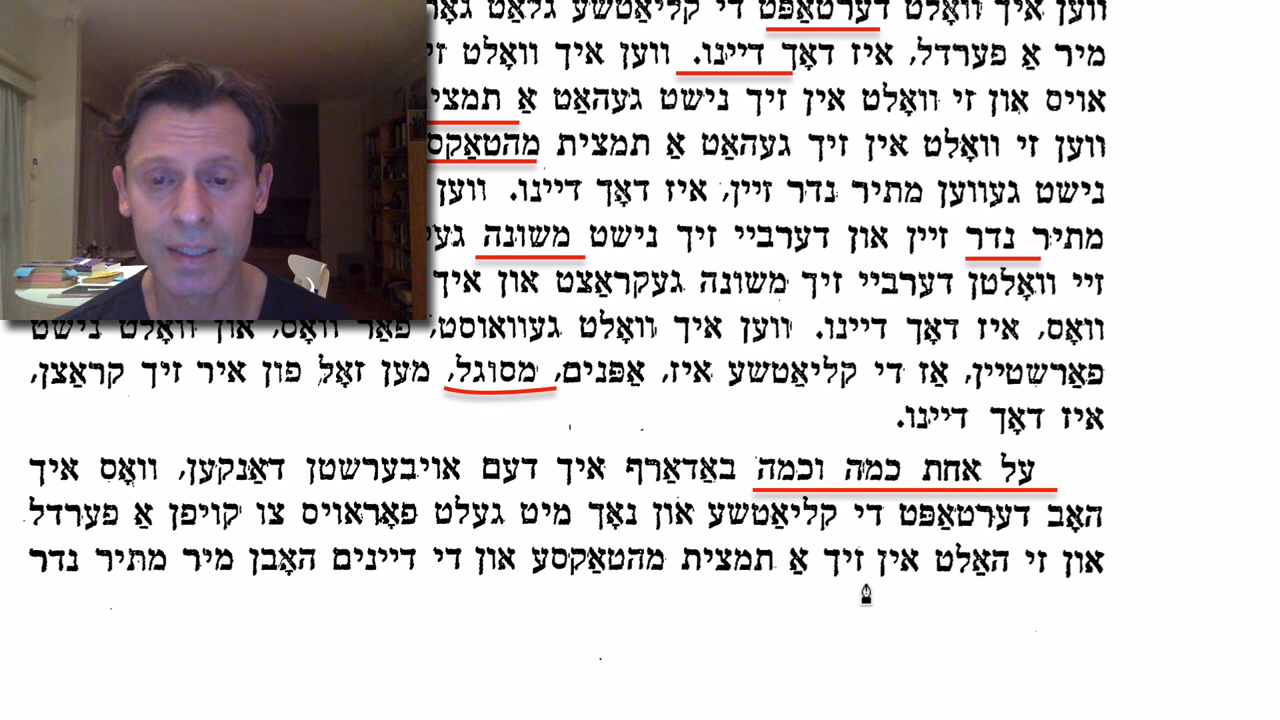 ווען איך וואָלט דערטאַפּט די קליאַטשע גלאַט
מיר אַ פערדל, איז דאָך דיינו. ווען איך וואָלט
אויס און זי וואָלט אין זיך נישט געהאַט אַ
ווען זי וואָלט אין זיך געהאַט אַ תמצית
נישט געווען מתיר נדר זיין, איז דאָך דיינו. ווען
מתיר נדר זיין און דערביי זיך נישט משונה
זיי וואָלטן דערביי זיך משונה געקראַצט און איך
וואָס, איז דאָך דיינו. ווען איך וואָלט געוואוסט, פאַר וואָס, און וואָלט נישט
פאַרשטיין, אַז די קליאַטשע איז, אַפּנים, מסוגל, מען זאָל פון איר זיך קראַצן,
איז דאָך דיינו.
על אחת כמה וכמה באַדאַרף איך דעם אויבערשטן דאַנקען, וואָס איך
האָב דערטאַפּט די קליאַטשע און נאָך מיט געלט פאָראויס צו קויפן אַ פערדל
און זי האַלט אין זיך אַ תמצית מהטאַקסע און די דיינים האָבן מיר מתיר נדר